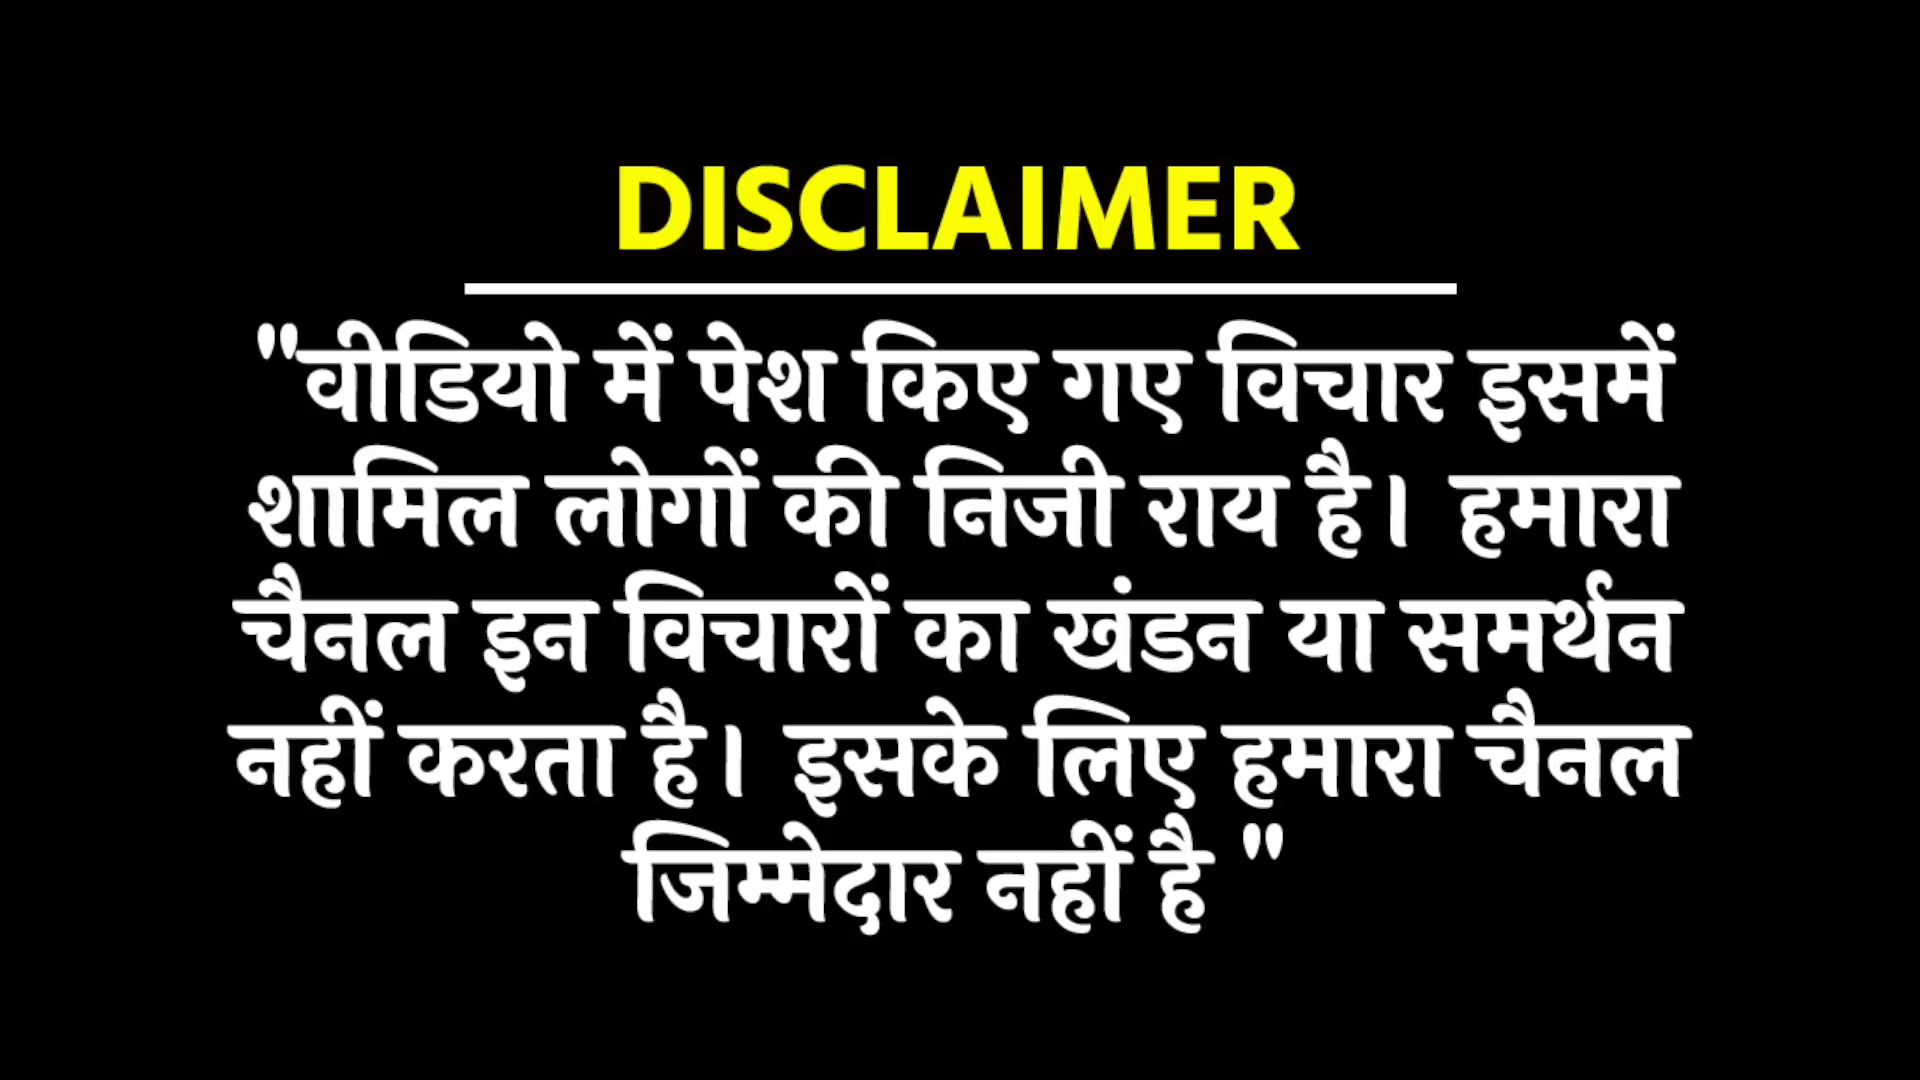 DISCLAIMER
"वीडियो में पेश किए गए विचार इसमें
शामिल लोगों की निजी राय है। हमारा
चैनल इन विचारों का खंडन या समर्थन
नहीं करता है। इसके लिए हमारा चैनल
जिम्मेदार नहीं है "